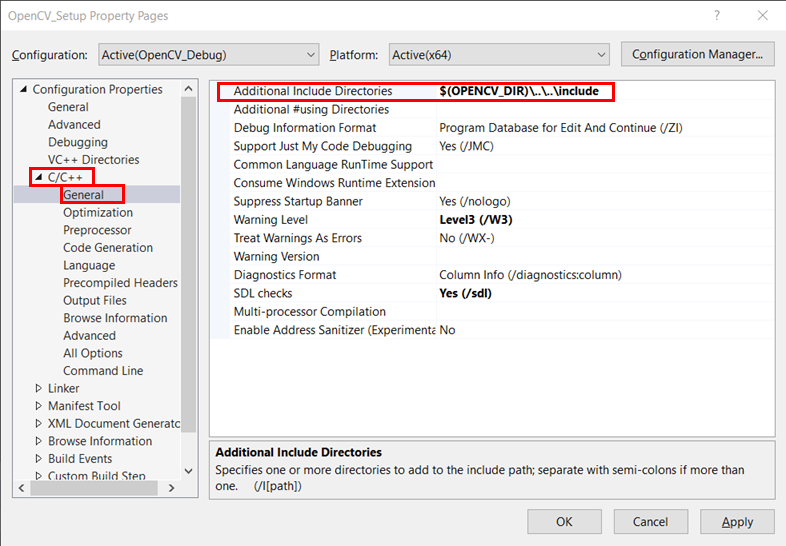 OpenCV_Setup Property Pages
Configuration: Active(OpenCV_Debug) Platform: Active(x64) Configuration Manager...
Configuration Properties
General
Advanced
Debugging
VC++ Directories
C/C++
General
Optimization
Preprocessor
Code Generation
Language
Precompiled Headers
Output Files
Browse Information
Advanced
All Options
Command Line
Linker
Manifest Tool
XML Document Generatc
Browse Information
Build Events
Custom Build Step
Additional Include Directories $(OPENCV_DIR)\..\..\include
Additional #using Directories
Debug Information Format Program Database for Edit And Continue (/ZI)
Support Just My Code Debugging Yes (/JMC)
Common Language RunTime Support
Consume Windows Runtime Extension
Suppress Startup Banner Yes (/nologo)
Warning Level Level3 (/W3)
Treat Warnings As Errors No (/WX-)
Warning Version
Diagnostics Format Column Info (/diagnostics:column)
SDL checks Yes (/sdl)
Multi-processor Compilation
Enable Address Sanitizer (Experimenta No
Additional Include Directories
Specifies one or more directories to add to the include path; separate with semi-colons if more than
one. (/I[path])
OK Cancel Apply